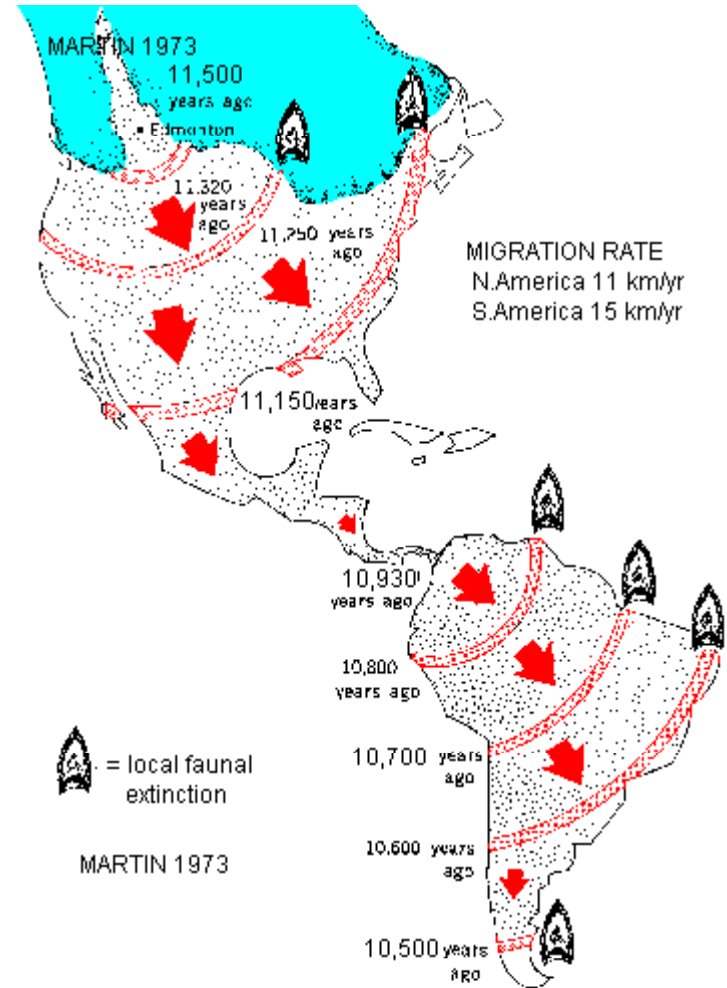 MARTIN 1973
11,500
years ago
Edmonton
11.320
years
ago
11,250 years
ago
MIGRATION RATE
N.America 11 km/yr
S.America 15 km/yr
11,150 years
ago
10,930
years ago
10,800
years ago
10,700 years
ago
= local faunal
extinction
10.600 years
ago
MARTIN 1973
10,500 years
ago